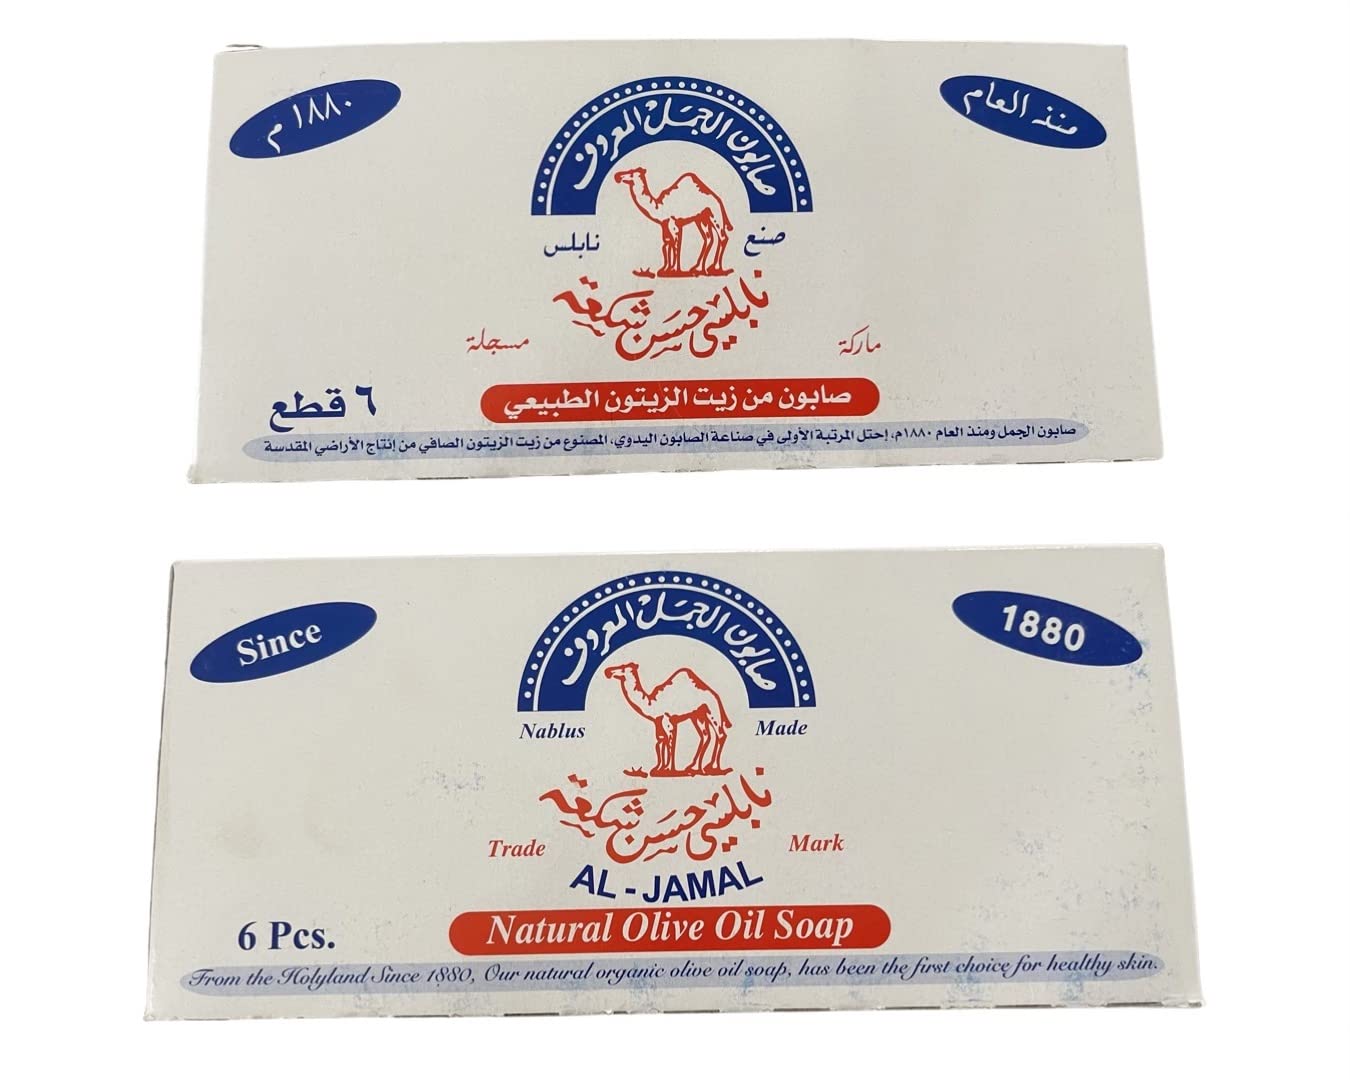 منذ العام
١٨٨٠ م
صابون الجمل المعروف
صنع نابلس
نابلسي حسن شكعة
ماركة مسجلة
صابون من زيت الزيتون الطبيعي
٦ قطع
صابون الجمل ومنذ العام ١٨٨٠م، إحتل المرتبة الأولى في صناعة الصابون اليدوي، المصنوع من زيت الزيتون الصافي من إنتاج الأراضي المقدسة
Since 1880
صابون الجمل المعروف
Nablus Made
نابلسي حسن شكعة
Trade Mark
AL - JAMAL
Natural Olive Oil Soap
6 Pcs.
From the Holyland Since 1880, Our natural organic olive oil soap, has been the first choice for healthy skin.